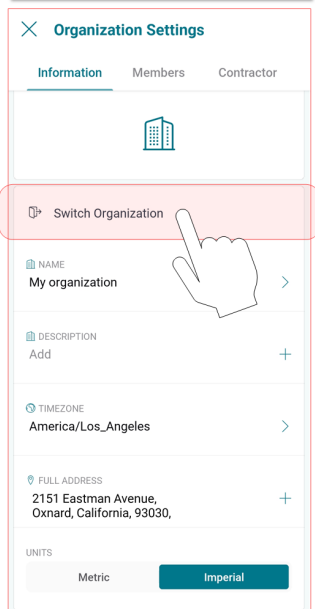 Organization Settings
Information Members Contractor
Switch Organization
NAME
My organization
DESCRIPTION
Add
TIMEZONE
America/Los_Angeles
FULL ADDRESS
2151 Eastman Avenue,
Oxnard, California, 93030,
UNITS
Metric Imperial